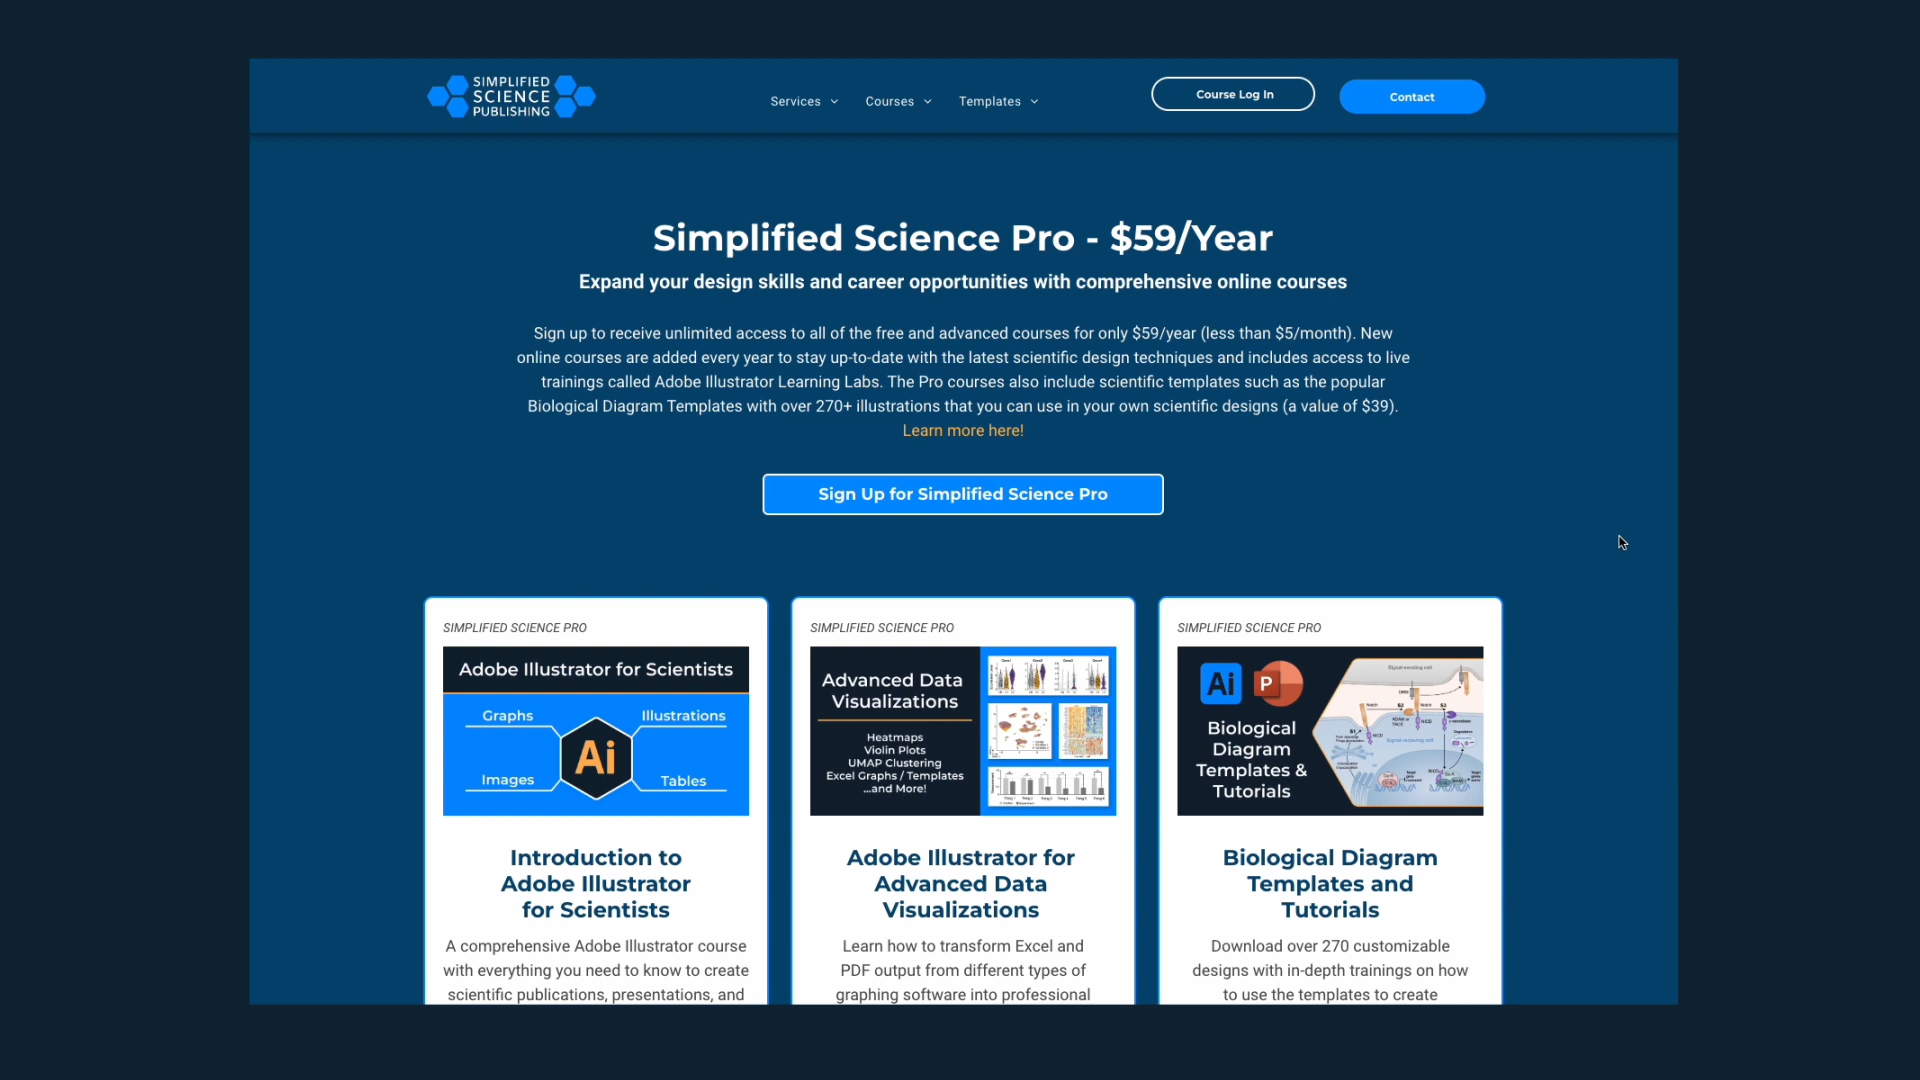 SIMPLIFIED
SCIENCE
PUBLISHING
Services
Courses
Templates
Course Log In
Contact
Simplified Science Pro - $59/Year
Expand your design skills and career opportunities with comprehensive online courses
Sign up to receive unlimited access to all of the free and advanced courses for only $59/year (less than $5/month). New
online courses are added every year to stay up-to-date with the latest scientific design techniques and includes access to live
trainings called Adobe Illustrator Learning Labs. The Pro courses also include scientific templates such as the popular
Biological Diagram Templates with over 270+ illustrations that you can use in your own scientific designs (a value of $39).
Learn more here!
Sign Up for Simplified Science Pro
SIMPLIFIED SCIENCE PRO
Adobe Illustrator for Scientists
Graphs
Illustrations
Ai
Images
Tables
Introduction to
Adobe Illustrator
for Scientists
A comprehensive Adobe Illustrator course
with everything you need to know to create
scientific publications, presentations, and
SIMPLIFIED SCIENCE PRO
Advanced Data
Visualizations
Heatmaps
Violin Plots
UMAP Clustering
Excel Graphs / Templates
...and More!
Adobe Illustrator for
Advanced Data
Visualizations
Learn how to transform Excel and
PDF output from different types of
graphing software into professional
SIMPLIFIED SCIENCE PRO
Ai
P
Biological
Diagram
Templates &
Tutorials
Signal-sending cell
Notch
Signal-receiving cell
Biological Diagram
Templates and
Tutorials
Download over 270 customizable
designs with in-depth trainings on how
to use the templates to create